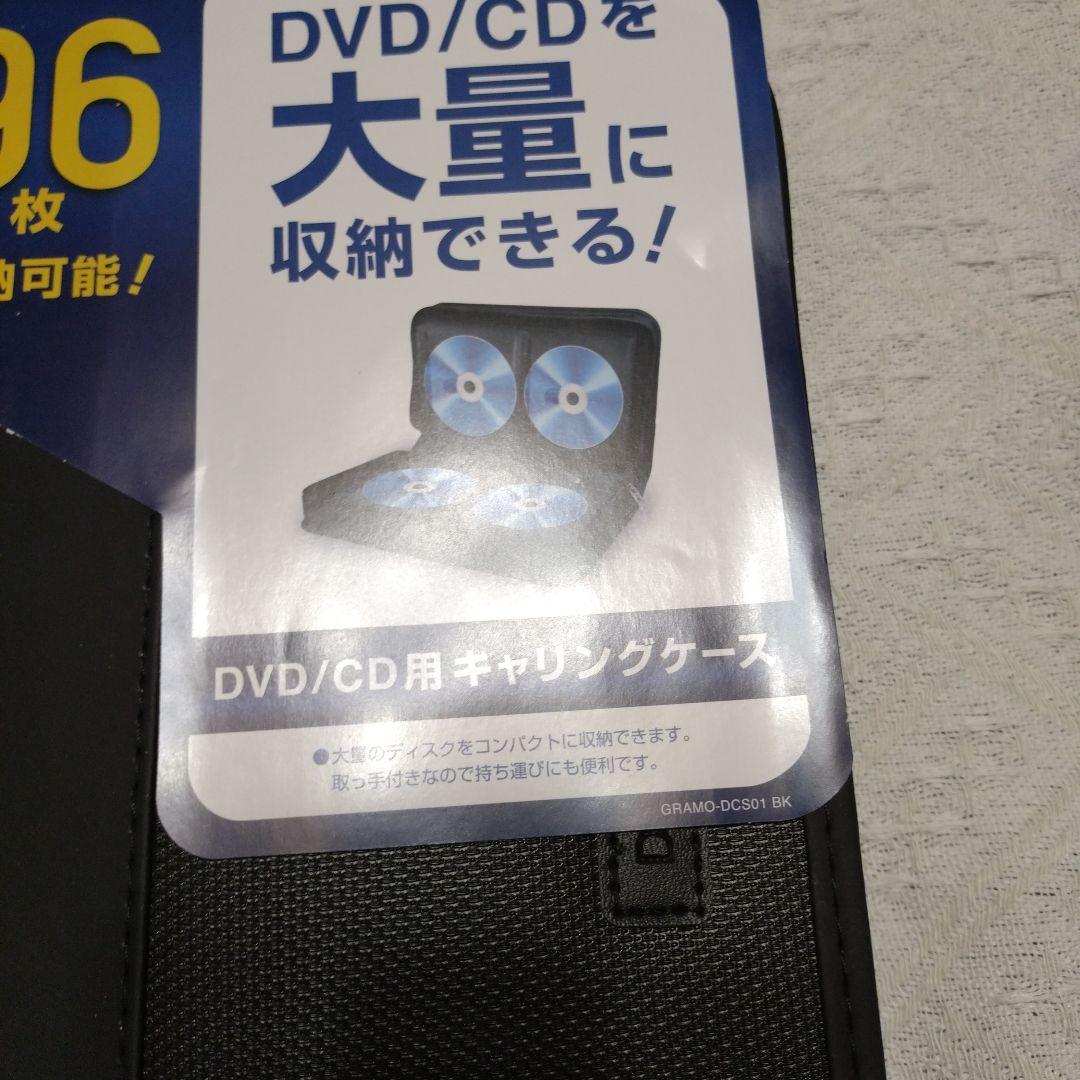 96
枚
納可能!
DVD/CDを
大量に
収納できる!
DVD/CD用キャリングケース
●大量のディスクをコンパクトに収納できます。
取っ手付きなので持ち運びにも便利です。
GRAMO-DCS01 BK
D